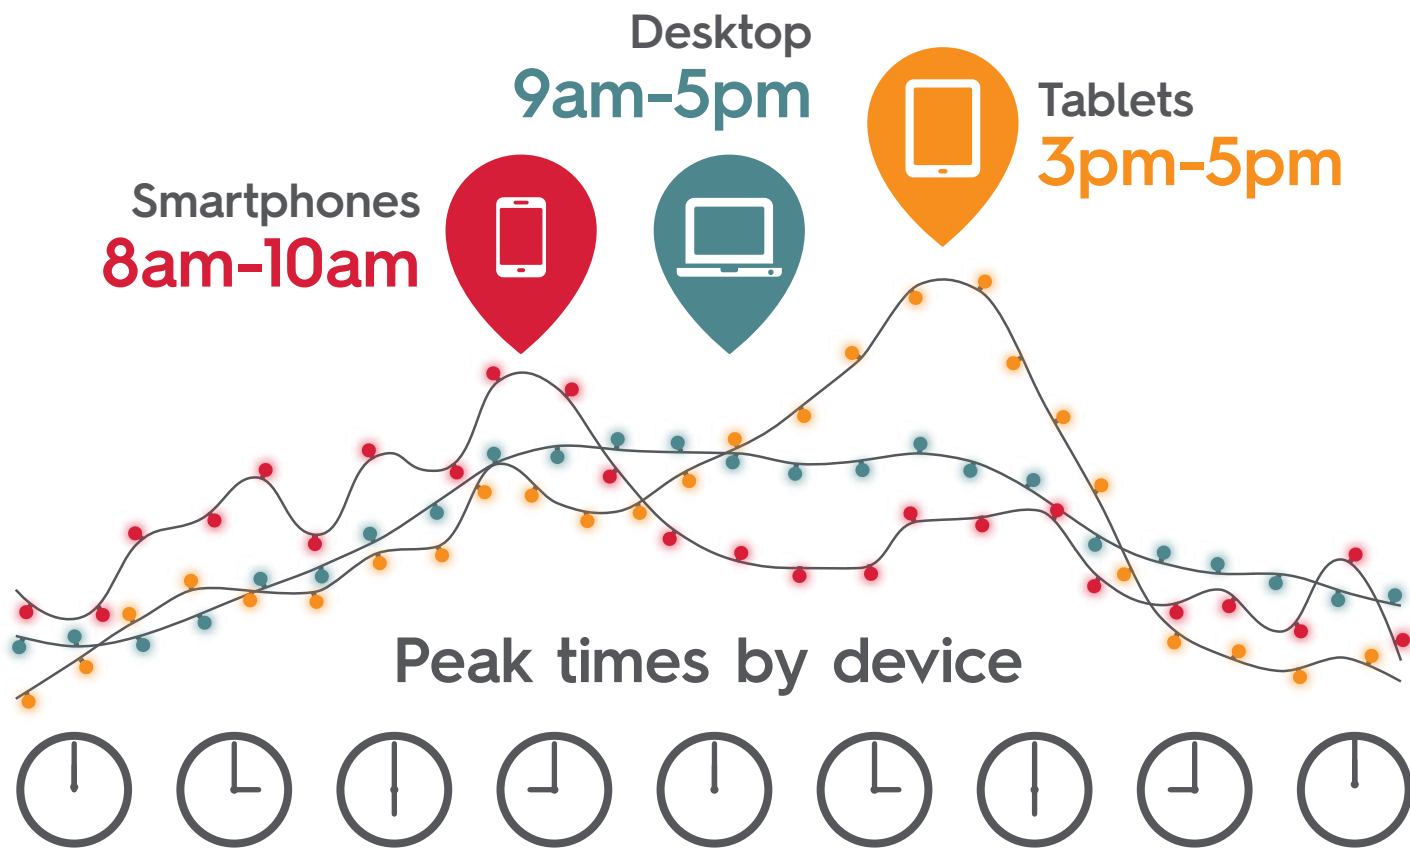 Desktop
9am-5pm
Tablets
3pm-5pm
Smartphones
8am-10am
Peak times by device